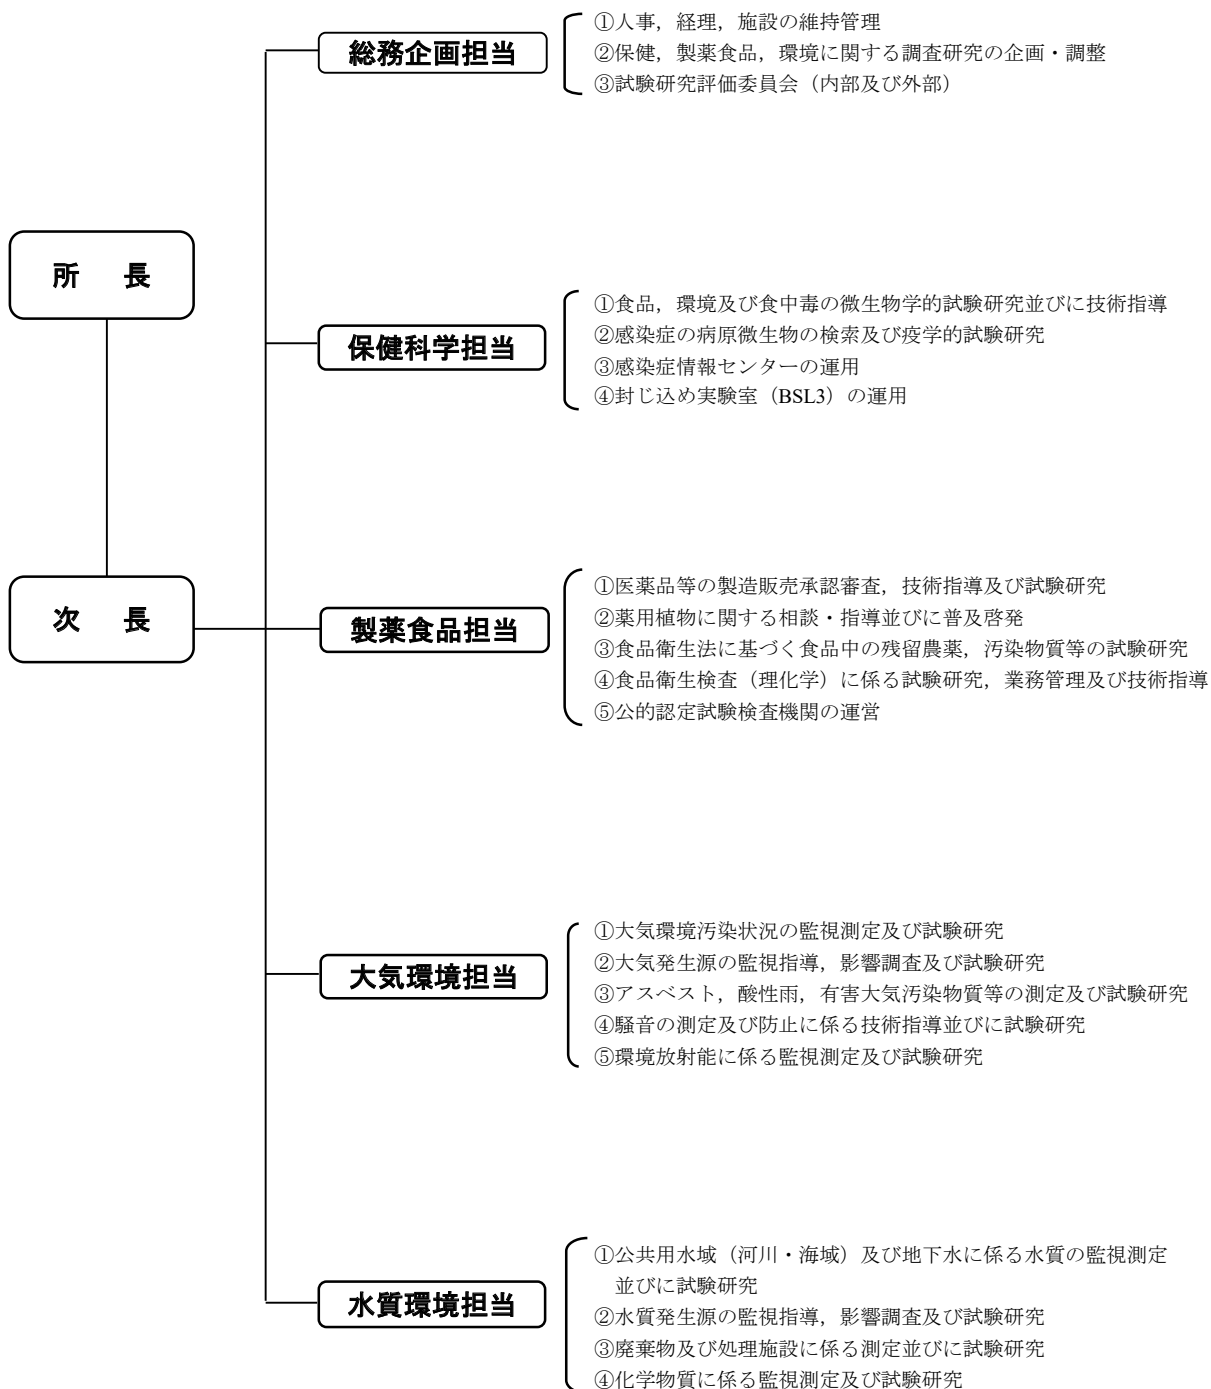 総務企画担当
①人事，経理，施設の維持管理
②保健，製薬食品，環境に関する調査研究の企画・調整
③試験研究評価委員会（内部及び外部）
所　長
保健科学担当
①食品，環境及び食中毒の微生物学的試験研究並びに技術指導
②感染症の病原微生物の検索及び疫学的試験研究
③感染症情報センターの運用
④封じ込め実験室（BSL3）の運用
次　長
製薬食品担当
①医薬品等の製造販売承認審査，技術指導及び試験研究
②薬用植物に関する相談・指導並びに普及啓発
③食品衛生法に基づく食品中の残留農薬，汚染物質等の試験研究
④食品衛生検査（理化学）に係る試験研究，業務管理及び技術指導
⑤公的認定試験検査機関の運営
大気環境担当
①大気環境汚染状況の監視測定及び試験研究
②大気発生源の監視指導，影響調査及び試験研究
③アスベスト，酸性雨，有害大気汚染物質等の測定及び試験研究
④騒音の測定及び防止に係る技術指導並びに試験研究
⑤環境放射能に係る監視測定及び試験研究
水質環境担当
①公共用水域（河川・海域）及び地下水に係る水質の監視測定
並びに試験研究
②水質発生源の監視指導，影響調査及び試験研究
③廃棄物及び処理施設に係る測定並びに試験研究
④化学物質に係る監視測定及び試験研究